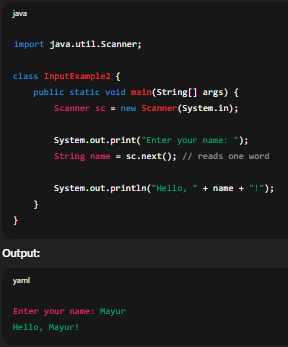 java
import java.util.Scanner;
class InputExample2 {
    public static void main(String[] args) {
        Scanner sc = new Scanner(System.in);
        System.out.print("Enter your name: ");
        String name = sc.next(); // reads one word
        System.out.println("Hello, " + name + "!");
    }
}
Output:
yaml
Enter your name: Mayur
Hello, Mayur!